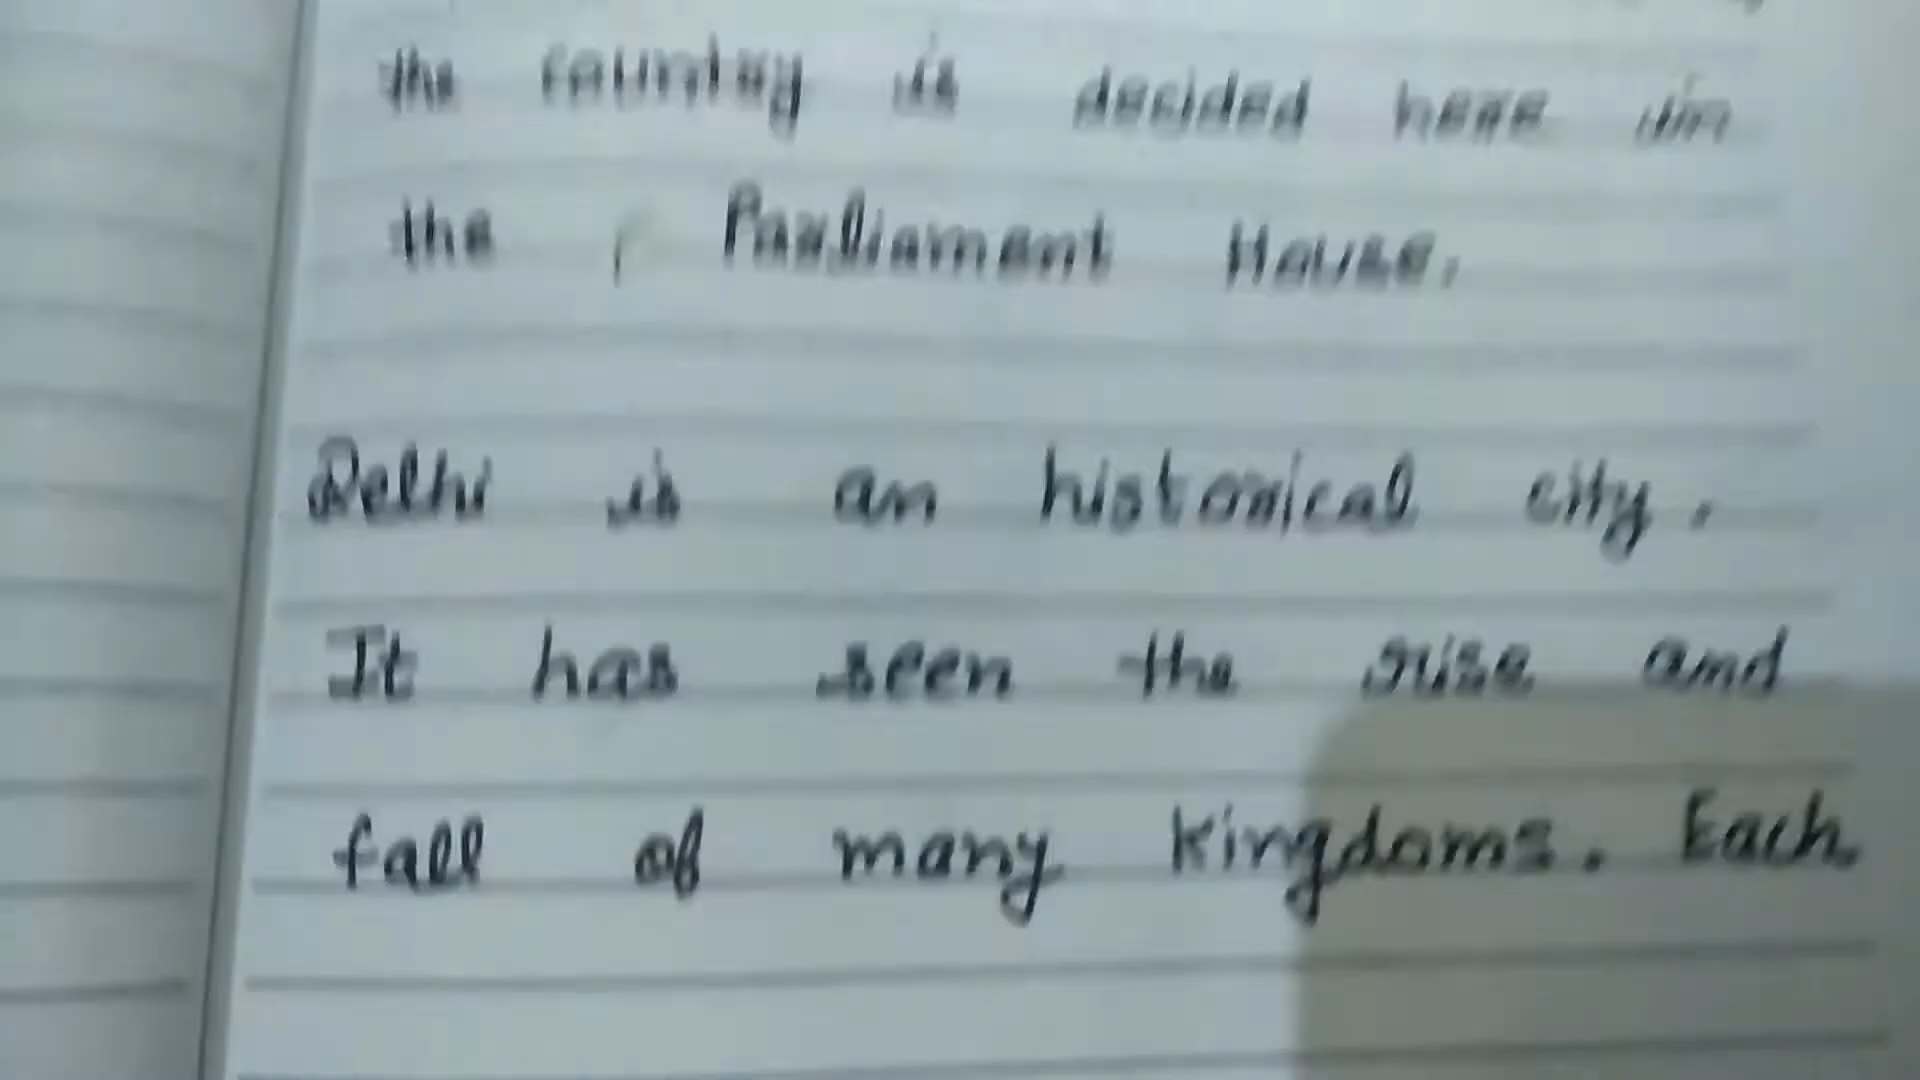 the country is decided here in
the Parliament House.
Delhi is an historical city.
It has seen the rise and
fall of many kingdoms. Each